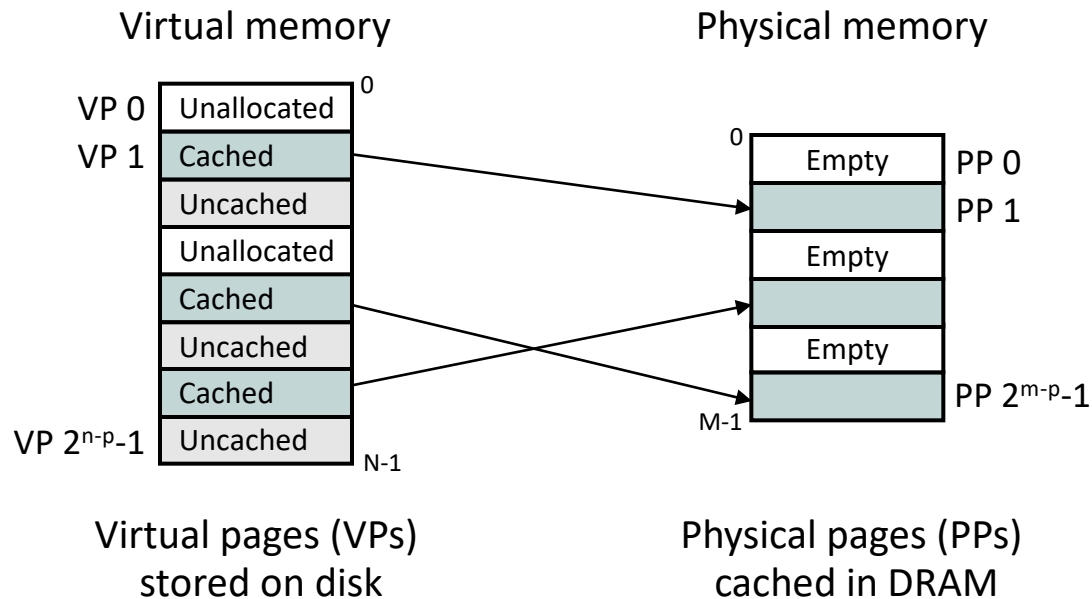 Virtual memory
Physical memory
0
VP 0
Unallocated
VP 1
Cached
Uncached
Unallocated
Cached
Uncached
Cached
VP 2ⁿ⁻ᵖ-1
Uncached
N-1
0
Empty
PP 0
PP 1
Empty
Empty
PP 2ᵐ⁻ᵖ-1
M-1
Virtual pages (VPs)
stored on disk
Physical pages (PPs)
cached in DRAM